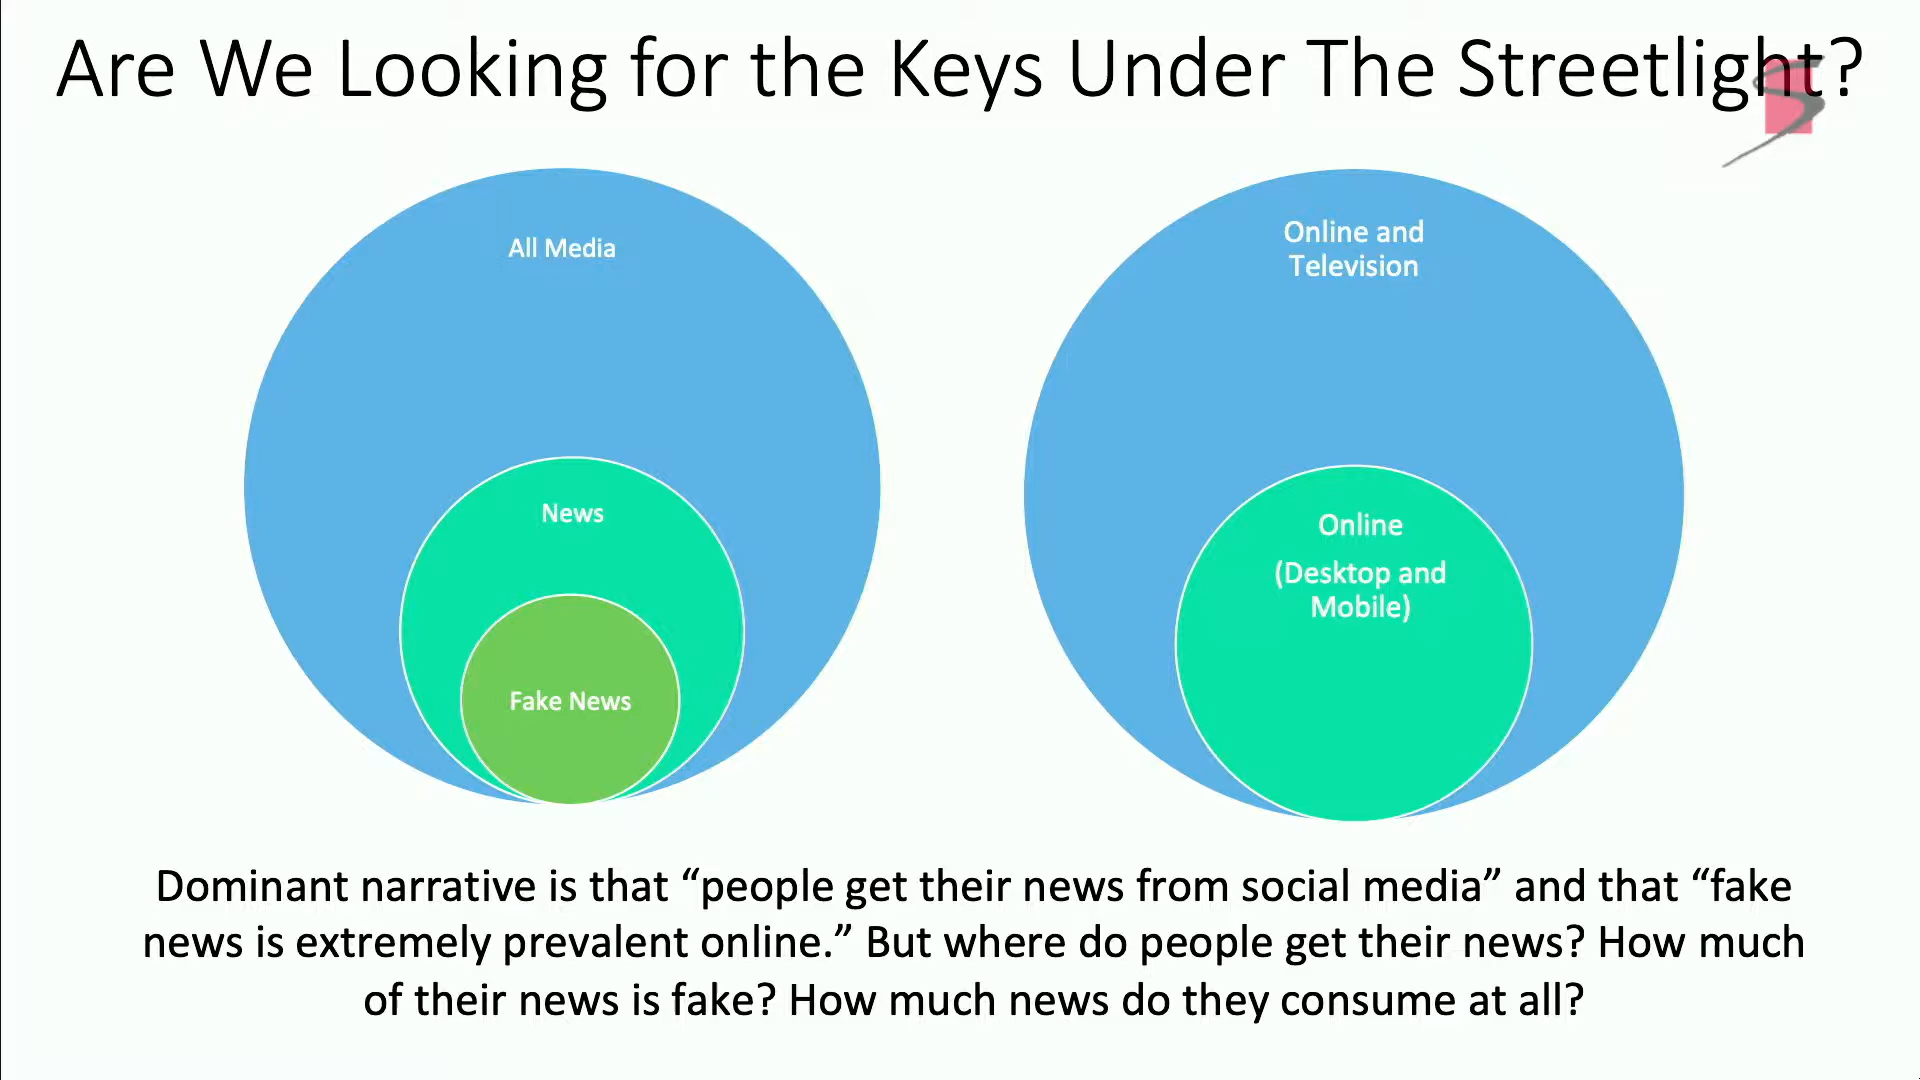 Are We Looking for the Keys Under The Streetlight?
All Media
News
Fake News
Online and
Television
Online
(Desktop and
Mobile)
Dominant narrative is that “people get their news from social media” and that “fake
news is extremely prevalent online.” But where do people get their news? How much
of their news is fake? How much news do they consume at all?